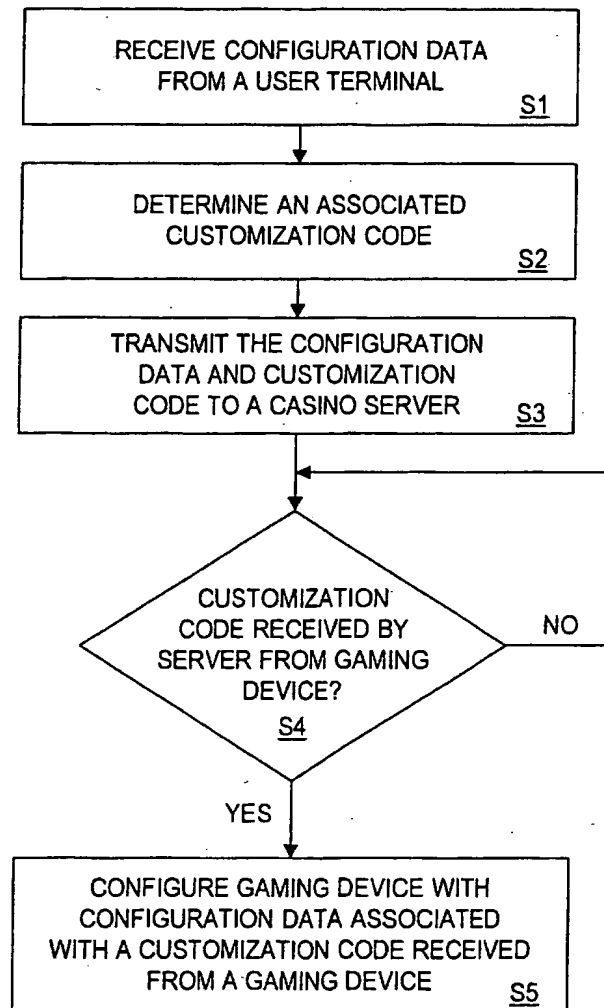 RECEIVE CONFIGURATION DATA
FROM A USER TERMINAL
S1
DETERMINE AN ASSOCIATED
CUSTOMIZATION CODE
S2
TRANSMIT THE CONFIGURATION
DATA AND CUSTOMIZATION
CODE TO A CASINO SERVER
S3
CUSTOMIZATION
CODE RECEIVED BY
SERVER FROM GAMING
DEVICE?
S4
NO
YES
CONFIGURE GAMING DEVICE WITH
CONFIGURATION DATA ASSOCIATED
WITH A CUSTOMIZATION CODE RECEIVED
FROM A GAMING DEVICE
S5